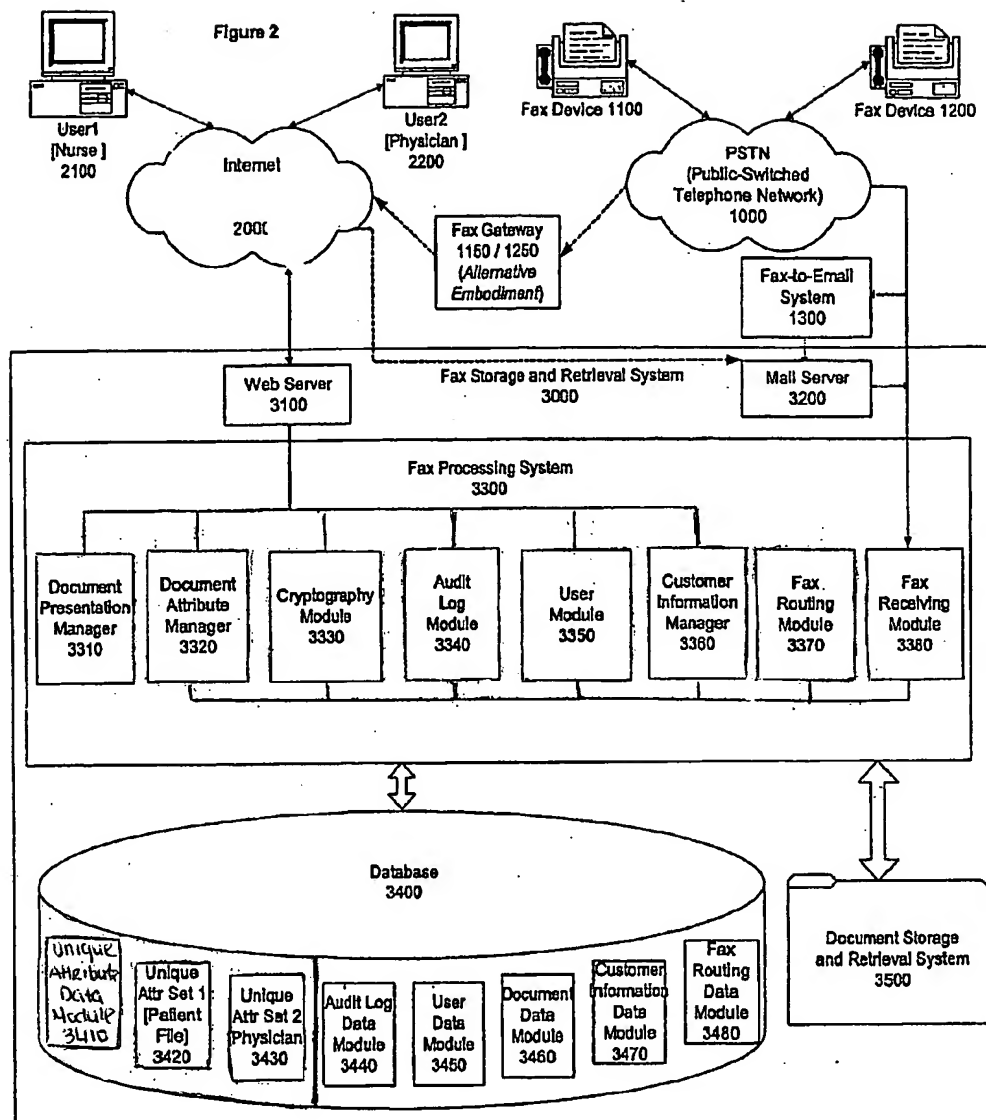 Figure 2
User1
[Nurse ]
2100
User2
[Physician ]
2200
Fax Device 1100
Fax Device 1200
Internet
2000
PSTN
(Public-Switched
Telephone Network)
1000
Fax Gateway
1150 / 1250
(Alternative
Embodiment)
Fax-to-Email
System
1300
Web Server
3100
Fax Storage and Retrieval System
3000
Mail Server
3200
Fax Processing System
3300
Document
Presentation
Manager
3310
Document
Attribute
Manager
3320
Cryptography
Module
3330
Audit
Log
Module
3340
User
Module
3350
Customer
Information
Manager
3360
Fax
Routing
Module
3370
Fax
Receiving
Module
3380
Database
3400
Unique
Attribute
Data
Module
3410
Unique
Attr Set 1
[Patient
File]
3420
Unique
Attr Set 2
Physician
3430
Audit Log
Data
Module
3440
User
Data
Module
3450
Document
Data
Module
3460
Customer
Information
Data
Module
3470
Fax
Routing
Data
Module
3480
Document Storage
and Retrieval System
3500